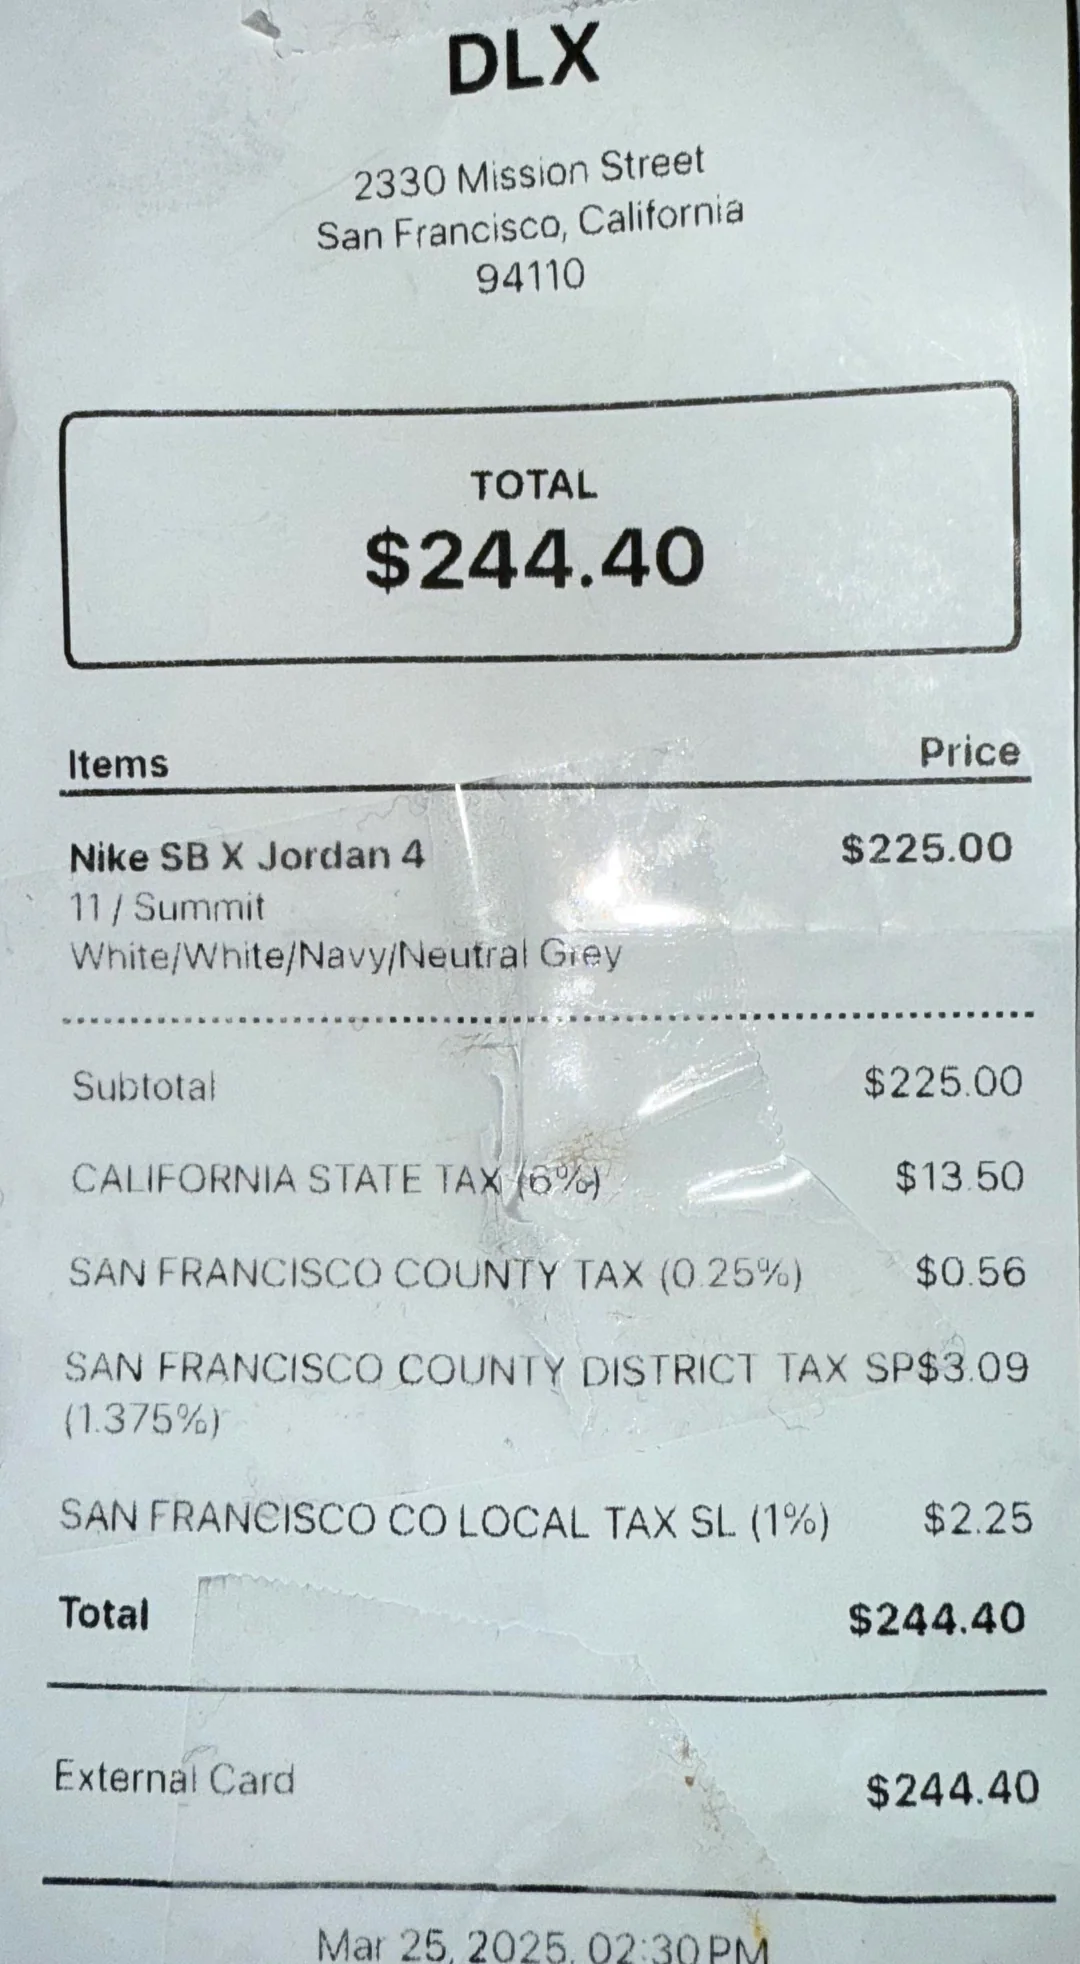 DLX
2330 Mission Street
San Francisco, California
94110
TOTAL
$244.40
Items Price
Nike SB X Jordan 4 $225.00
11 / Summit
White/White/Navy/Neutral Grey
Subtotal $225.00
CALIFORNIA STATE TAX (6%) $13.50
SAN FRANCISCO COUNTY TAX (0.25%) $0.56
SAN FRANCISCO COUNTY DISTRICT TAX SP$3.09
(1.375%)
SAN FRANCISCO CO LOCAL TAX SL (1%) $2.25
Total $244.40
External Card $244.40
Mar 25, 2025, 02:30 PM